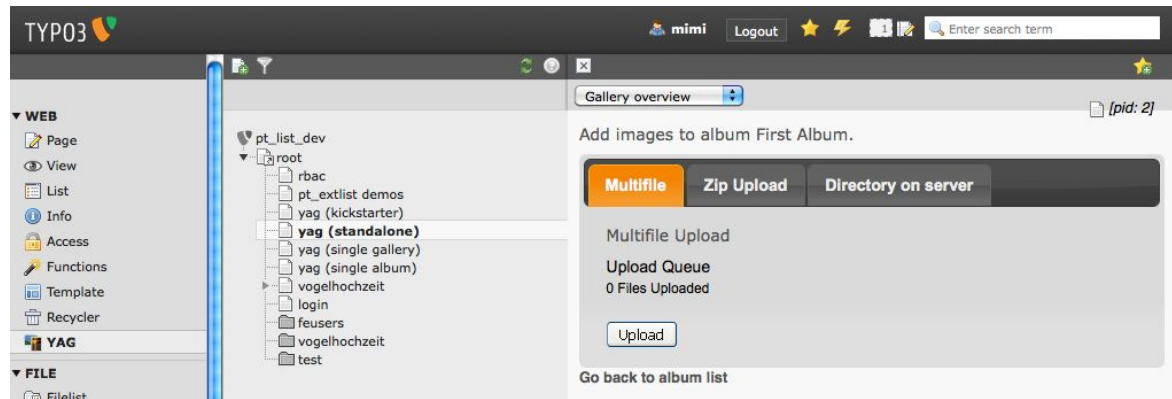 TYPO3
mimi
Logout
1
Enter search term
Gallery overview
[pid: 2]
WEB
Page
View
List
Info
Access
Functions
Template
Recycler
YAG
FILE
Filelist
pt_list_dev
root
rbac
pt_extlist demos
yag (kickstarter)
yag (standalone)
yag (single gallery)
yag (single album)
vogelhochzeit
login
feusers
vogelhochzeit
test
Add images to album First Album.
Multifile Zip Upload Directory on server
Multifile Upload
Upload Queue
0 Files Uploaded
Upload
Go back to album list